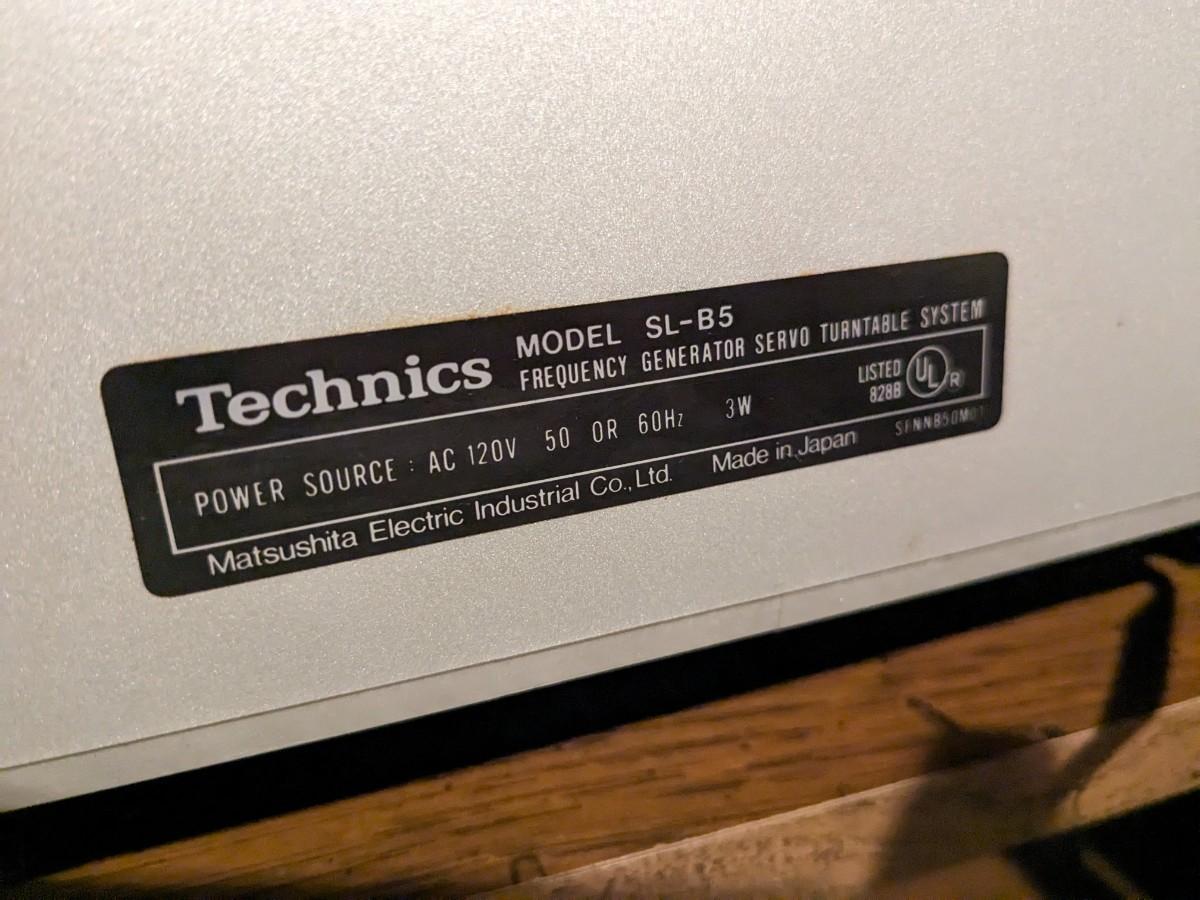 Technics
MODEL SL-B5
FREQUENCY GENERATOR SERVO TURNTABLE SYSTEM
POWER SOURCE : AC 120V 50 OR 60Hz 3W
LISTED
828B
UL R
Matsushita Electric Industrial Co., Ltd. Made in Japan